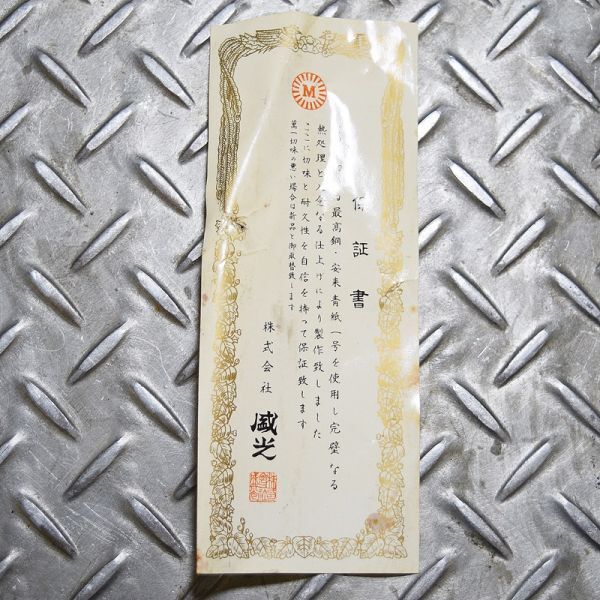 M
保証書
最高鋼・安来青紙一号を使用し完璧なる
熱処理と入念なる仕上げにより製作致しました
ここに切味と耐久性を自信を持って保証致します
萬一切味の悪い場合は新品と御取替致します
株式会社
盛光